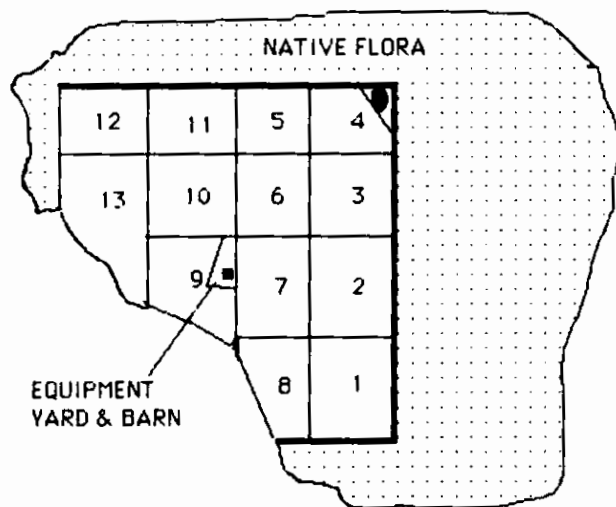 NATIVE FLORA
12 11 5 4
13 10 6 3
9 7 2
8 1
EQUIPMENT
YARD & BARN